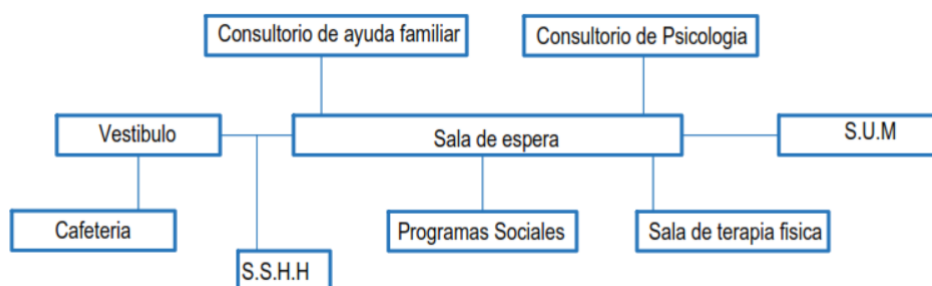 Consultorio de ayuda familiar
Consultorio de Psicologia
Vestibulo
Sala de espera
S.U.M
Cafeteria
Programas Sociales
Sala de terapia fisica
S.S.H.H